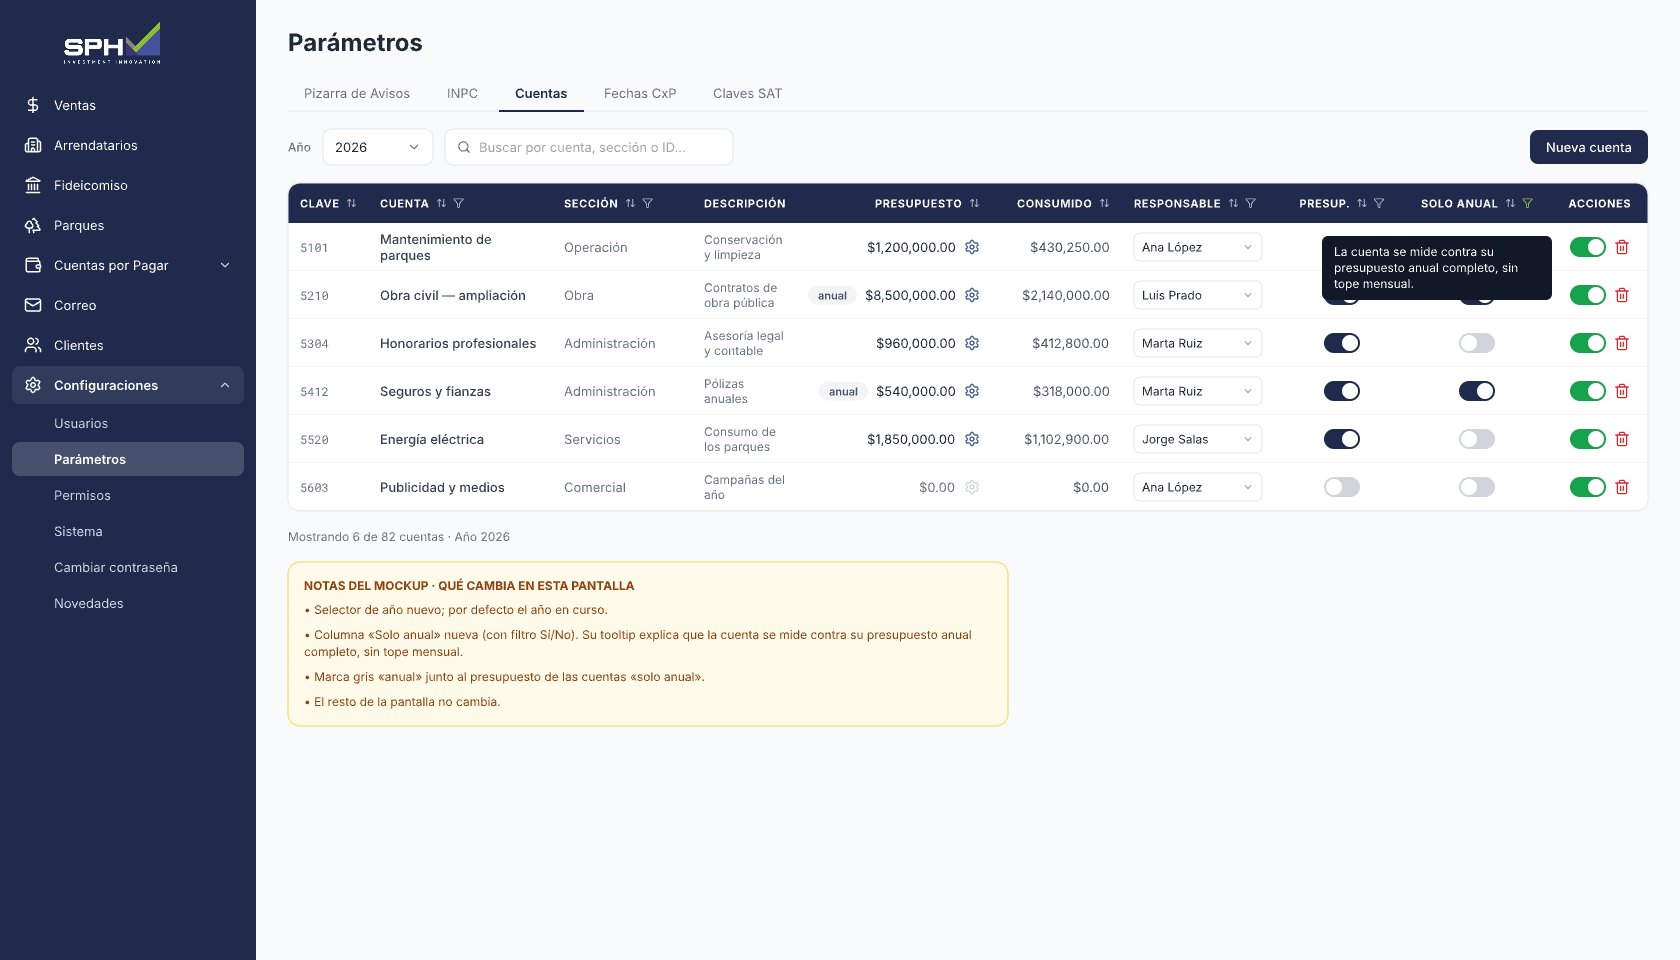 SPH
INVESTMENT INNOVATION
Ventas
Arrendatarios
Fideicomiso
Parques
Cuentas por Pagar
Correo
Clientes
Configuraciones
Usuarios
Parámetros
Permisos
Sistema
Cambiar contraseña
Novedades
Parámetros
Pizarra de Avisos INPC Cuentas Fechas CxP Claves SAT
Año 2026 Buscar por cuenta, sección o ID... Nueva cuenta
CLAVE CUENTA SECCIÓN DESCRIPCIÓN PRESUPUESTO CONSUMIDO RESPONSABLE PRESUP. SOLO ANUAL ACCIONES
5101 Mantenimiento de parques Operación Conservación y limpieza $1,200,000.00 $430,250.00 Ana López
La cuenta se mide contra su
presupuesto anual completo, sin
tope mensual.
5210 Obra civil — ampliación Obra Contratos de obra pública anual $8,500,000.00 $2,140,000.00 Luis Prado
5304 Honorarios profesionales Administración Asesoría legal y contable $960,000.00 $412,800.00 Marta Ruiz
5412 Seguros y fianzas Administración Pólizas anuales anual $540,000.00 $318,000.00 Marta Ruiz
5520 Energía eléctrica Servicios Consumo de los parques $1,850,000.00 $1,102,900.00 Jorge Salas
5603 Publicidad y medios Comercial Campañas del año $0.00 $0.00 Ana López
Mostrando 6 de 82 cuentas · Año 2026
NOTAS DEL MOCKUP · QUÉ CAMBIA EN ESTA PANTALLA
• Selector de año nuevo; por defecto el año en curso.
• Columna «Solo anual» nueva (con filtro Sí/No). Su tooltip explica que la cuenta se mide contra su presupuesto anual
completo, sin tope mensual.
• Marca gris «anual» junto al presupuesto de las cuentas «solo anual».
• El resto de la pantalla no cambia.